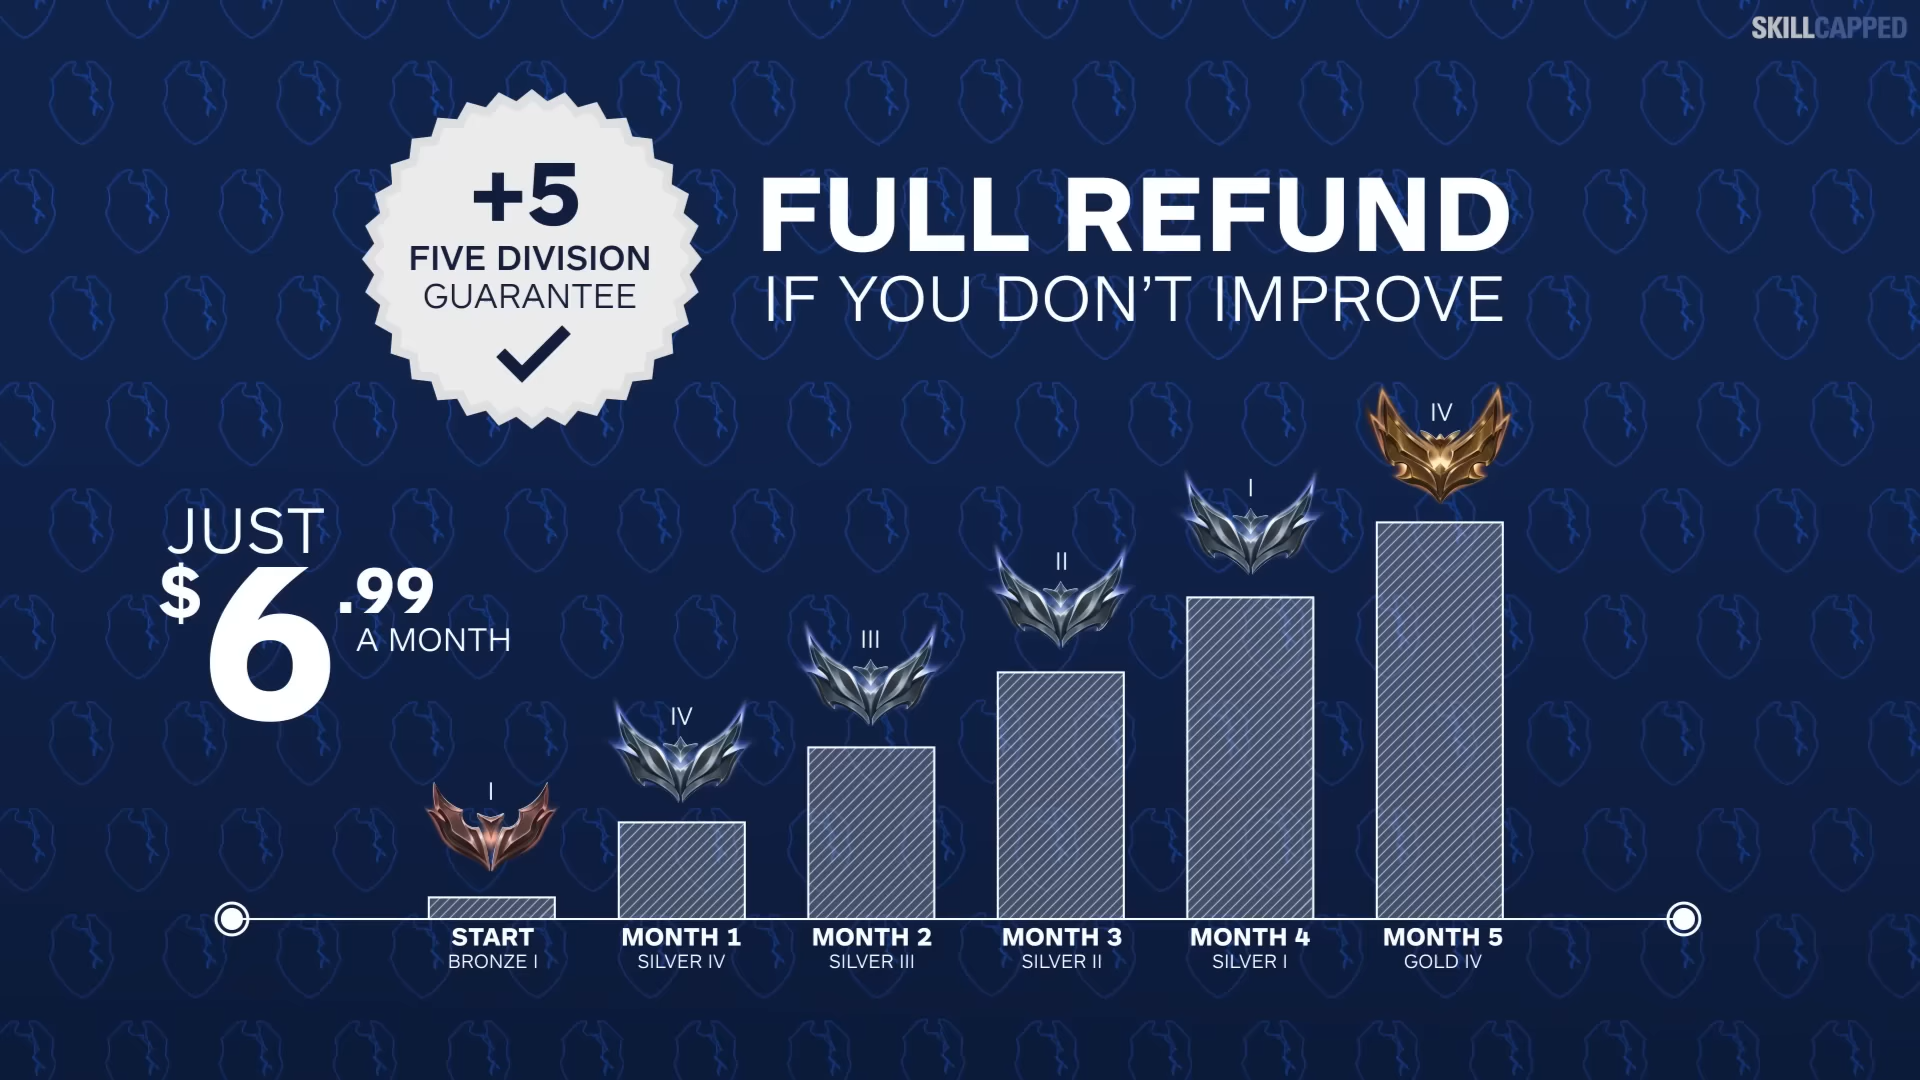 SKILLCAPPED
+5
FIVE DIVISION
GUARANTEE
FULL REFUND
IF YOU DON'T IMPROVE
JUST
$6.99
A MONTH
I
IV
III
II
I
IV
START
BRONZE I
MONTH 1
SILVER IV
MONTH 2
SILVER III
MONTH 3
SILVER II
MONTH 4
SILVER I
MONTH 5
GOLD IV